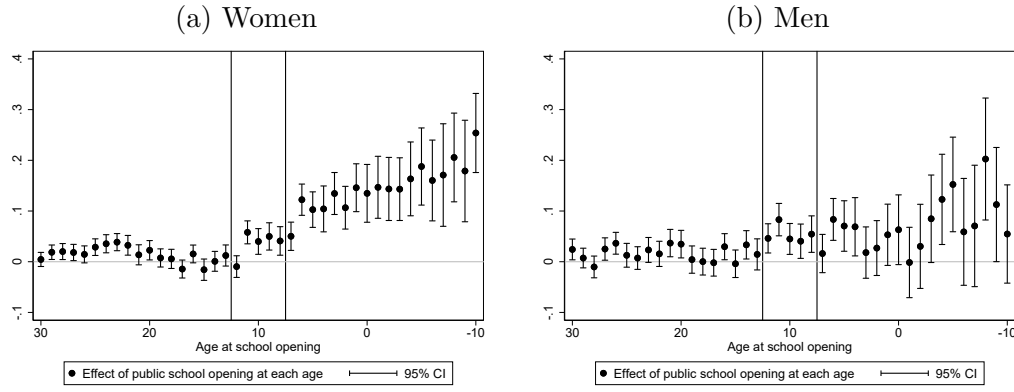 (a) Women
.4
.3
.2
.1
0
-.1
30 20 10 0 -10
Age at school opening
Effect of public school opening at each age 95% CI
(b) Men
.4
.3
.2
.1
0
-.1
30 20 10 0 -10
Age at school opening
Effect of public school opening at each age 95% CI